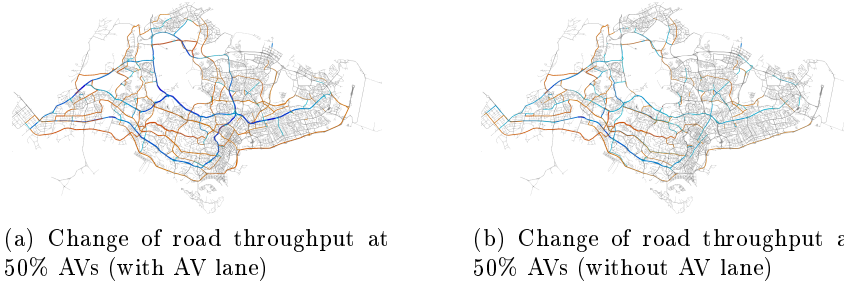 (a) Change of road throughput at
50% AVs (with AV lane)
(b) Change of road throughput a
50% AVs (without AV lane)